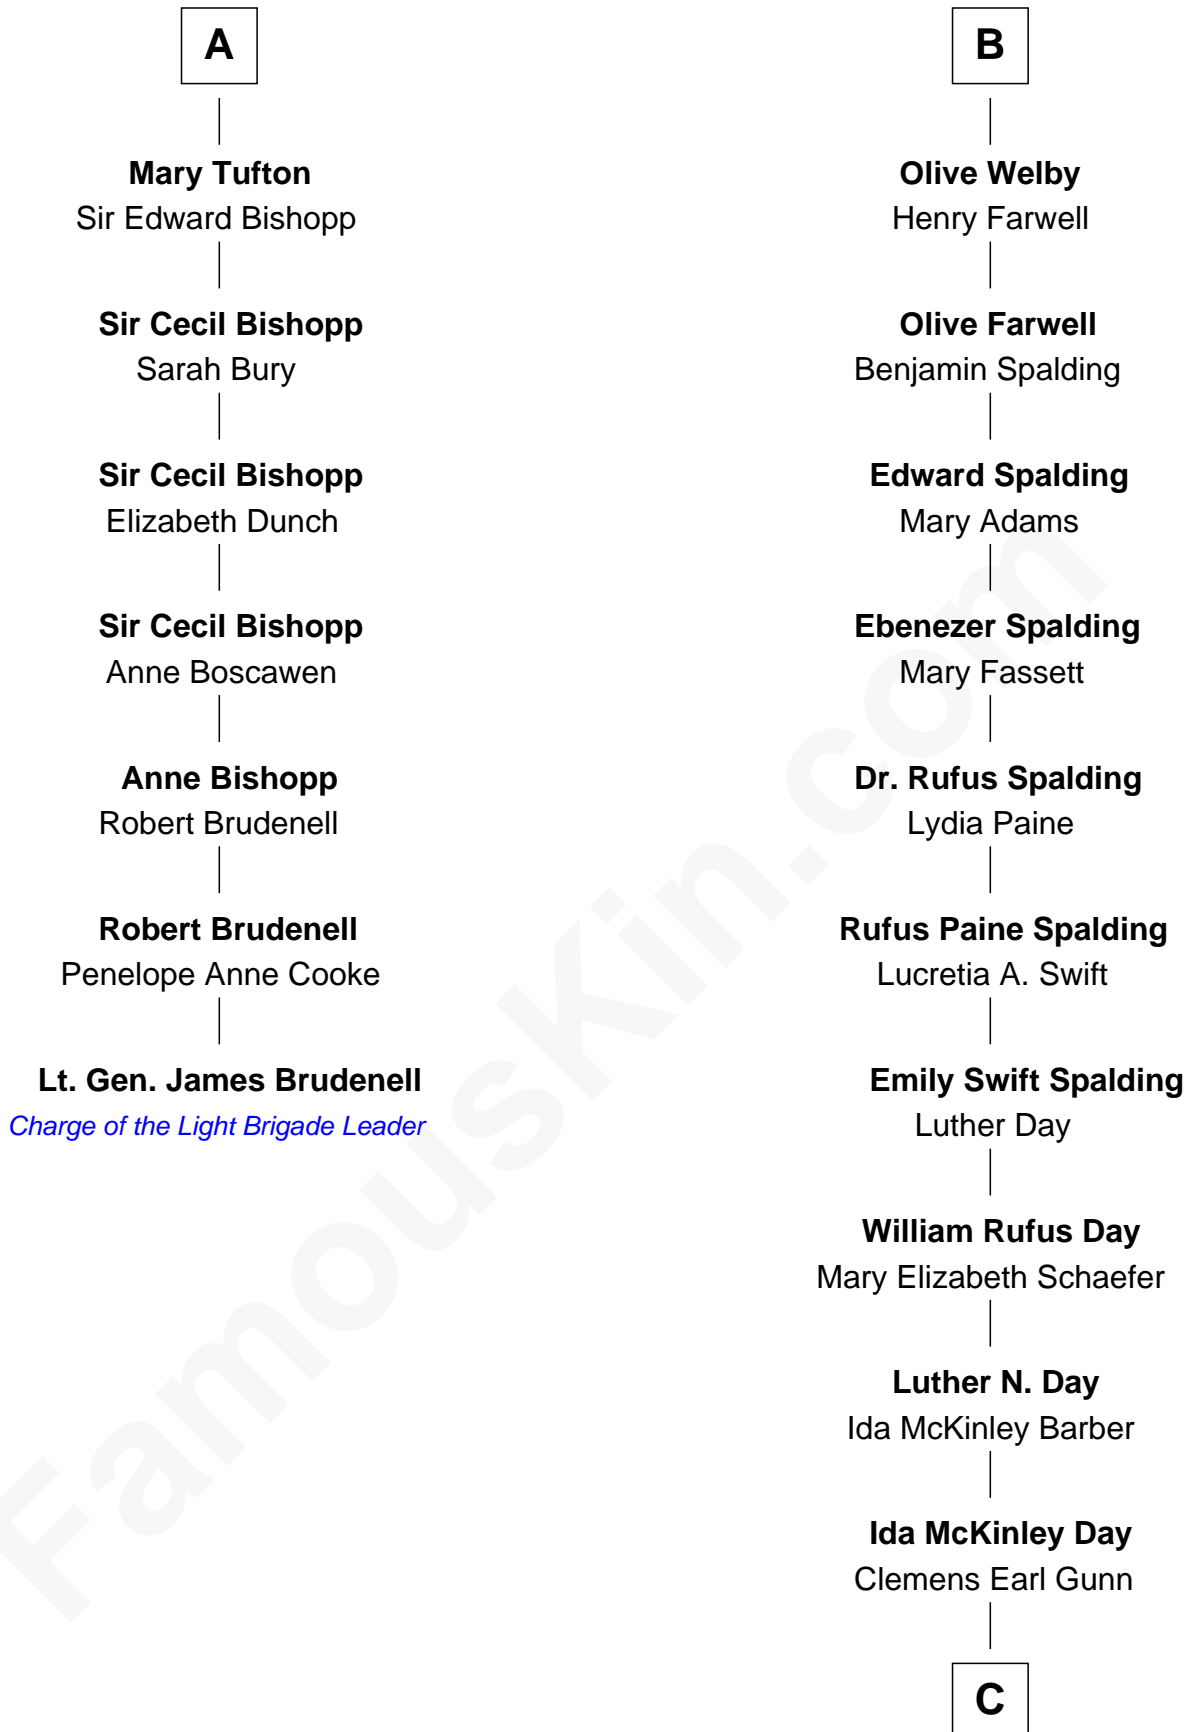 A
Mary Tufton
Sir Edward Bishopp
Sir Cecil Bishopp
Sarah Bury
Sir Cecil Bishopp
Elizabeth Dunch
Sir Cecil Bishopp
Anne Boscawen
Anne Bishopp
Robert Brudenell
Robert Brudenell
Penelope Anne Cooke
Lt. Gen. James Brudenell
Charge of the Light Brigade Leader
B
Olive Welby
Henry Farwell
Olive Farwell
Benjamin Spalding
Edward Spalding
Mary Adams
Ebenezer Spalding
Mary Fassett
Dr. Rufus Spalding
Lydia Paine
Rufus Paine Spalding
Lucretia A. Swift
Emily Swift Spalding
Luther Day
William Rufus Day
Mary Elizabeth Schaefer
Luther N. Day
Ida McKinley Barber
Ida McKinley Day
Clemens Earl Gunn
C
FamousKin.com